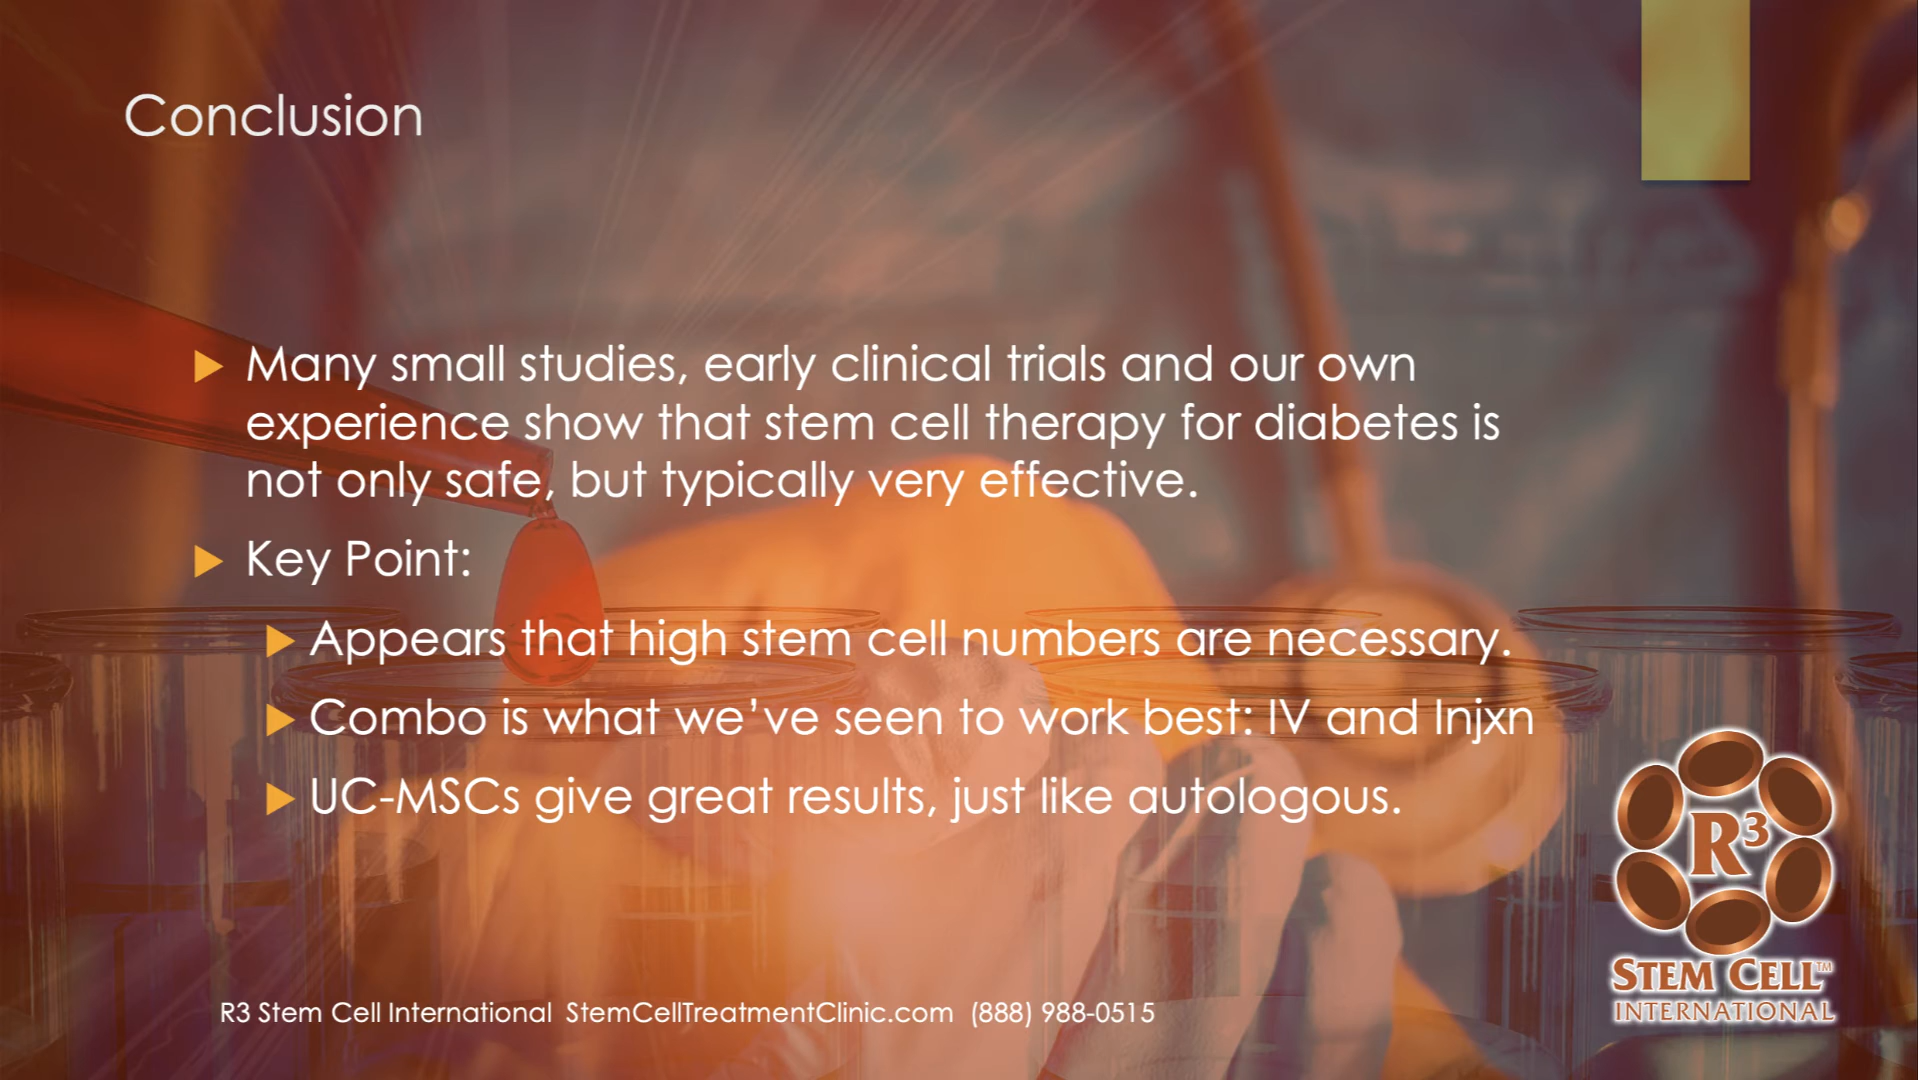 Conclusion
Many small studies, early clinical trials and our own
experience show that stem cell therapy for diabetes is
not only safe, but typically very effective.
Key Point:
Appears that high stem cell numbers are necessary.
Combo is what we’ve seen to work best: IV and Injxn
UC-MSCs give great results, just like autologous.
R3
STEM CELL™
INTERNATIONAL
R3 Stem Cell International StemCellTreatmentClinic.com (888) 988-0515